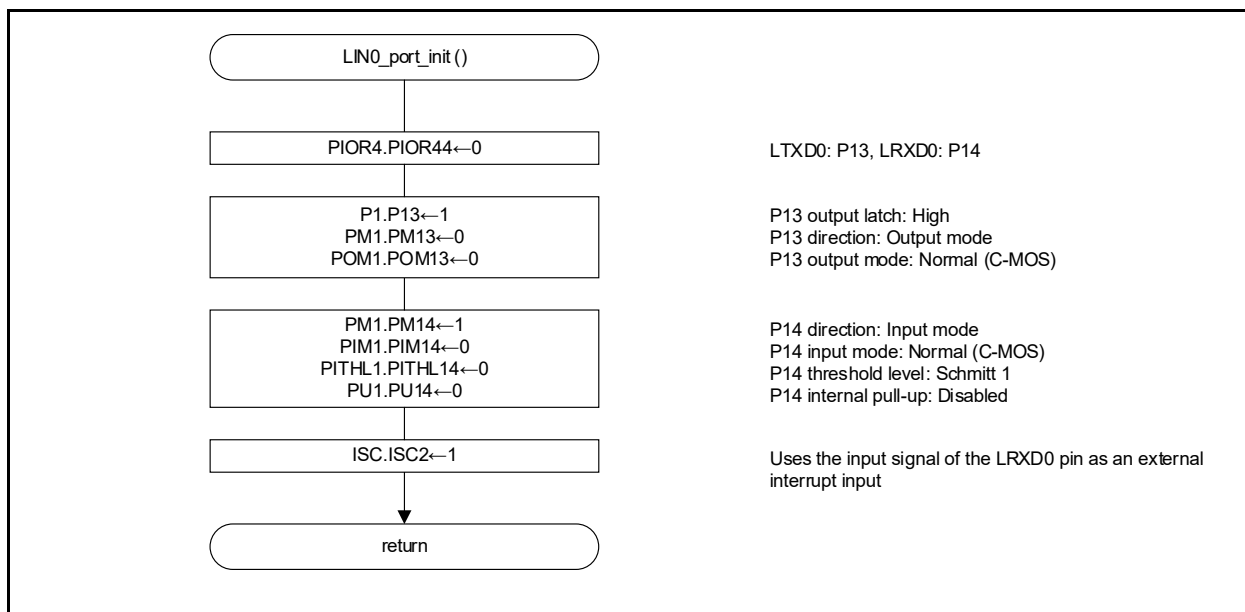 LIN0_port_init ()
PIOR4.PIOR44←0
LTXD0: P13, LRXD0: P14
P1.P13←1
P13 output latch: High
PM1.PM13←0
P13 direction: Output mode
POM1.POM13←0
P13 output mode: Normal (C-MOS)
PM1.PM14←1
P14 direction: Input mode
PIM1.PIM14←0
P14 input mode: Normal (C-MOS)
PITHL1.PITHL14←0
P14 threshold level: Schmitt 1
PU1.PU14←0
P14 internal pull-up: Disabled
ISC.ISC2←1
Uses the input signal of the LRXD0 pin as an external
interrupt input
return